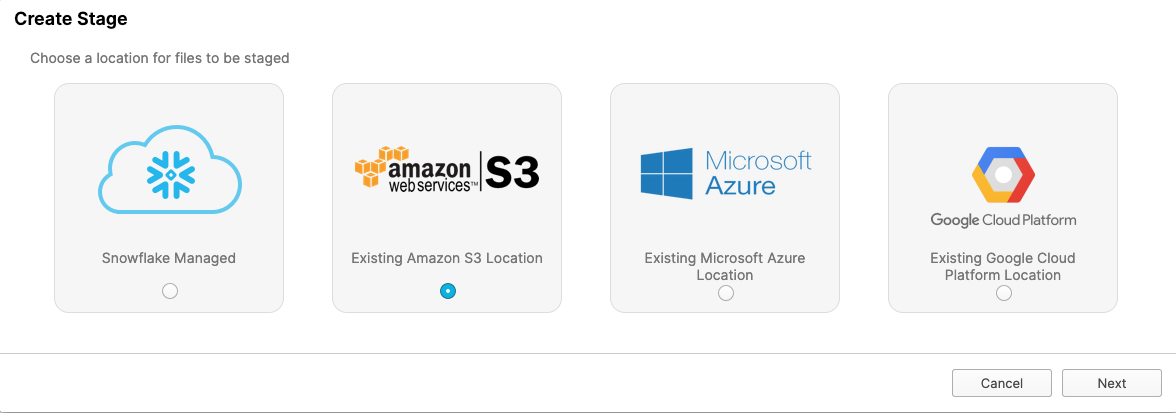 Create Stage
Choose a location for files to be staged
amazon
web services™
S3
Microsoft
Azure
Google Cloud Platform
Snowflake Managed
Existing Amazon S3 Location
Existing Microsoft Azure
Location
Existing Google Cloud
Platform Location
Cancel
Next